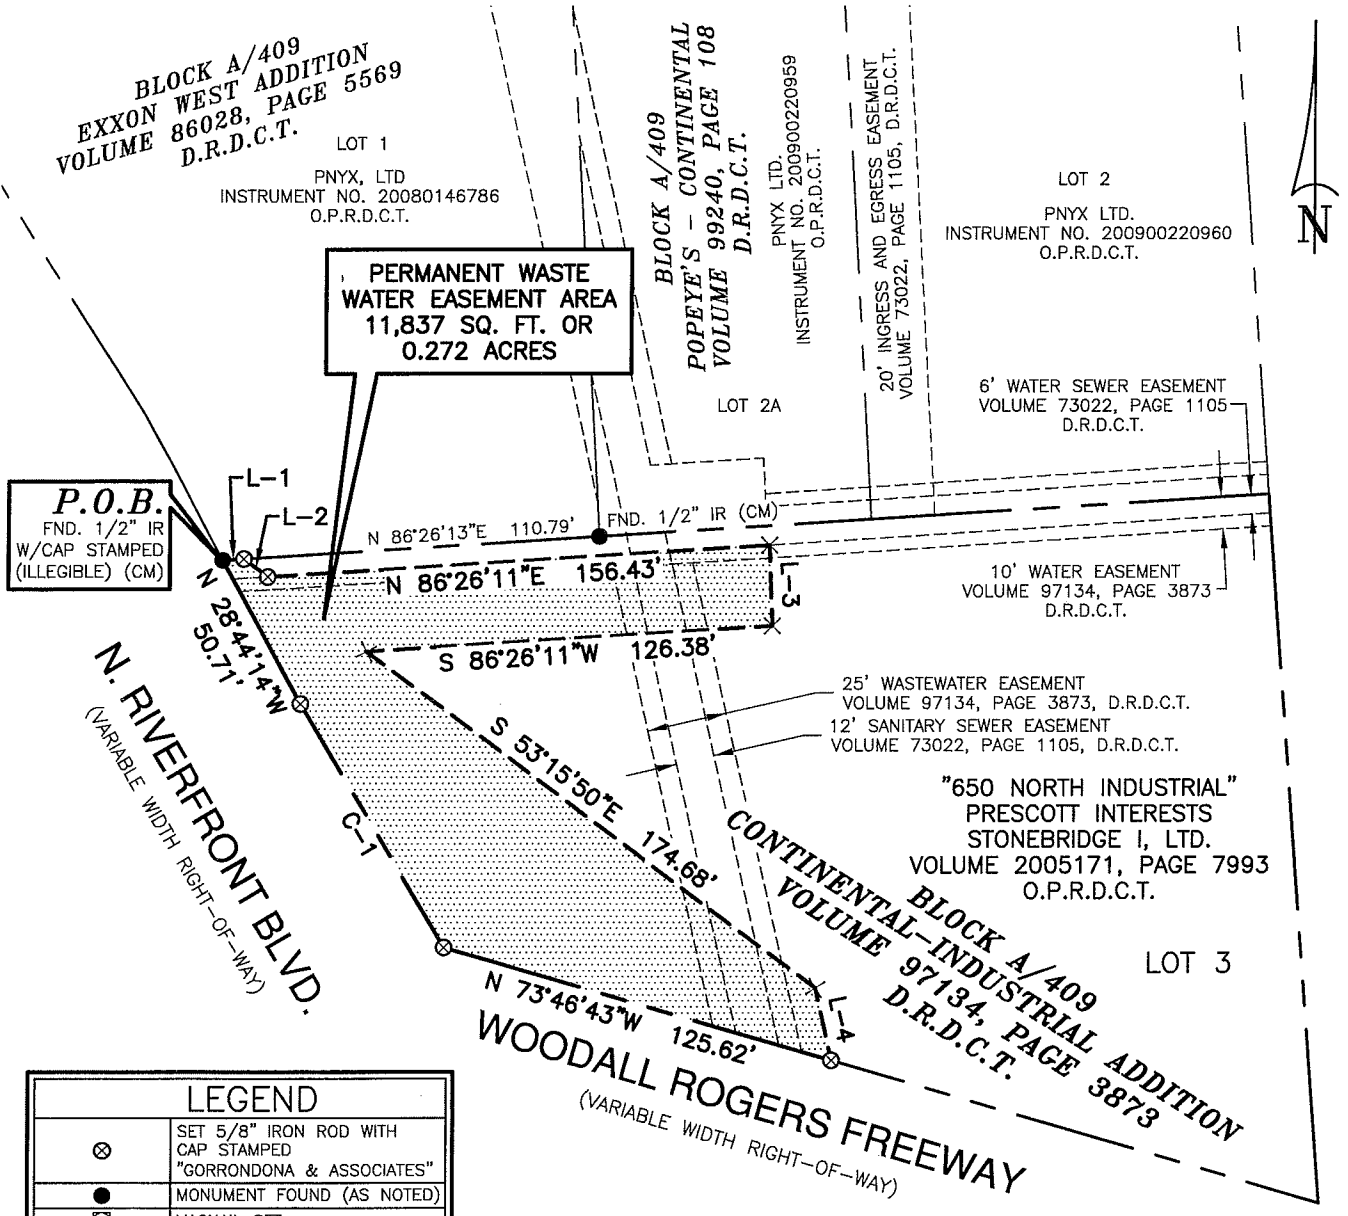 BLOCK A/409
EXXON WEST ADDITION
VOLUME 86028, PAGE 5569
D.R.D.C.T.
LOT 1
PNYX, LTD
INSTRUMENT NO. 20080146786
O.P.R.D.C.T.
BLOCK A/409
POPEYE'S - CONTINENTAL
VOLUME 99240, PAGE 108
D.R.D.C.T.
PNYX LTD.
INSTRUMENT NO. 200900220959
O.P.R.D.C.T.
LOT 2A
20' INGRESS AND EGRESS EASEMENT
VOLUME 73022, PAGE 1105, D.R.D.C.T.
LOT 2
PNYX LTD.
INSTRUMENT NO. 200900220960
O.P.R.D.C.T.
N
PERMANENT WASTE
WATER EASEMENT AREA
11,837 SQ. FT. OR
0.272 ACRES
6' WATER SEWER EASEMENT
VOLUME 73022, PAGE 1105
D.R.D.C.T.
P.O.B.
FND. 1/2" IR
W/CAP STAMPED
(ILLEGIBLE) (CM)
L-1
L-2
N 86°26'13"E 110.79'
FND. 1/2" IR (CM)
N 86°26'11"E 156.43'
L-3
10' WATER EASEMENT
VOLUME 97134, PAGE 3873
D.R.D.C.T.
N 28°44'14"W
50.71'
S 86°26'11"W 126.38'
25' WASTEWATER EASEMENT
VOLUME 97134, PAGE 3873, D.R.D.C.T.
12' SANITARY SEWER EASEMENT
VOLUME 73022, PAGE 1105, D.R.D.C.T.
N. RIVERFRONT BLVD.
(VARIABLE WIDTH RIGHT-OF-WAY)
C-1
S 53°15'50"E 174.68'
"650 NORTH INDUSTRIAL"
PRESCOTT INTERESTS
STONEBRIDGE I, LTD.
VOLUME 2005171, PAGE 7993
O.P.R.D.C.T.
BLOCK A/409
CONTINENTAL-INDUSTRIAL ADDITION
VOLUME 97134, PAGE 3873
D.R.D.C.T.
LOT 3
L-4
N 73°46'43"W 125.62'
WOODALL ROGERS FREEWAY
(VARIABLE WIDTH RIGHT-OF-WAY)
LEGEND
SET 5/8" IRON ROD WITH
CAP STAMPED
"GORRONDONA & ASSOCIATES"
MONUMENT FOUND (AS NOTED)